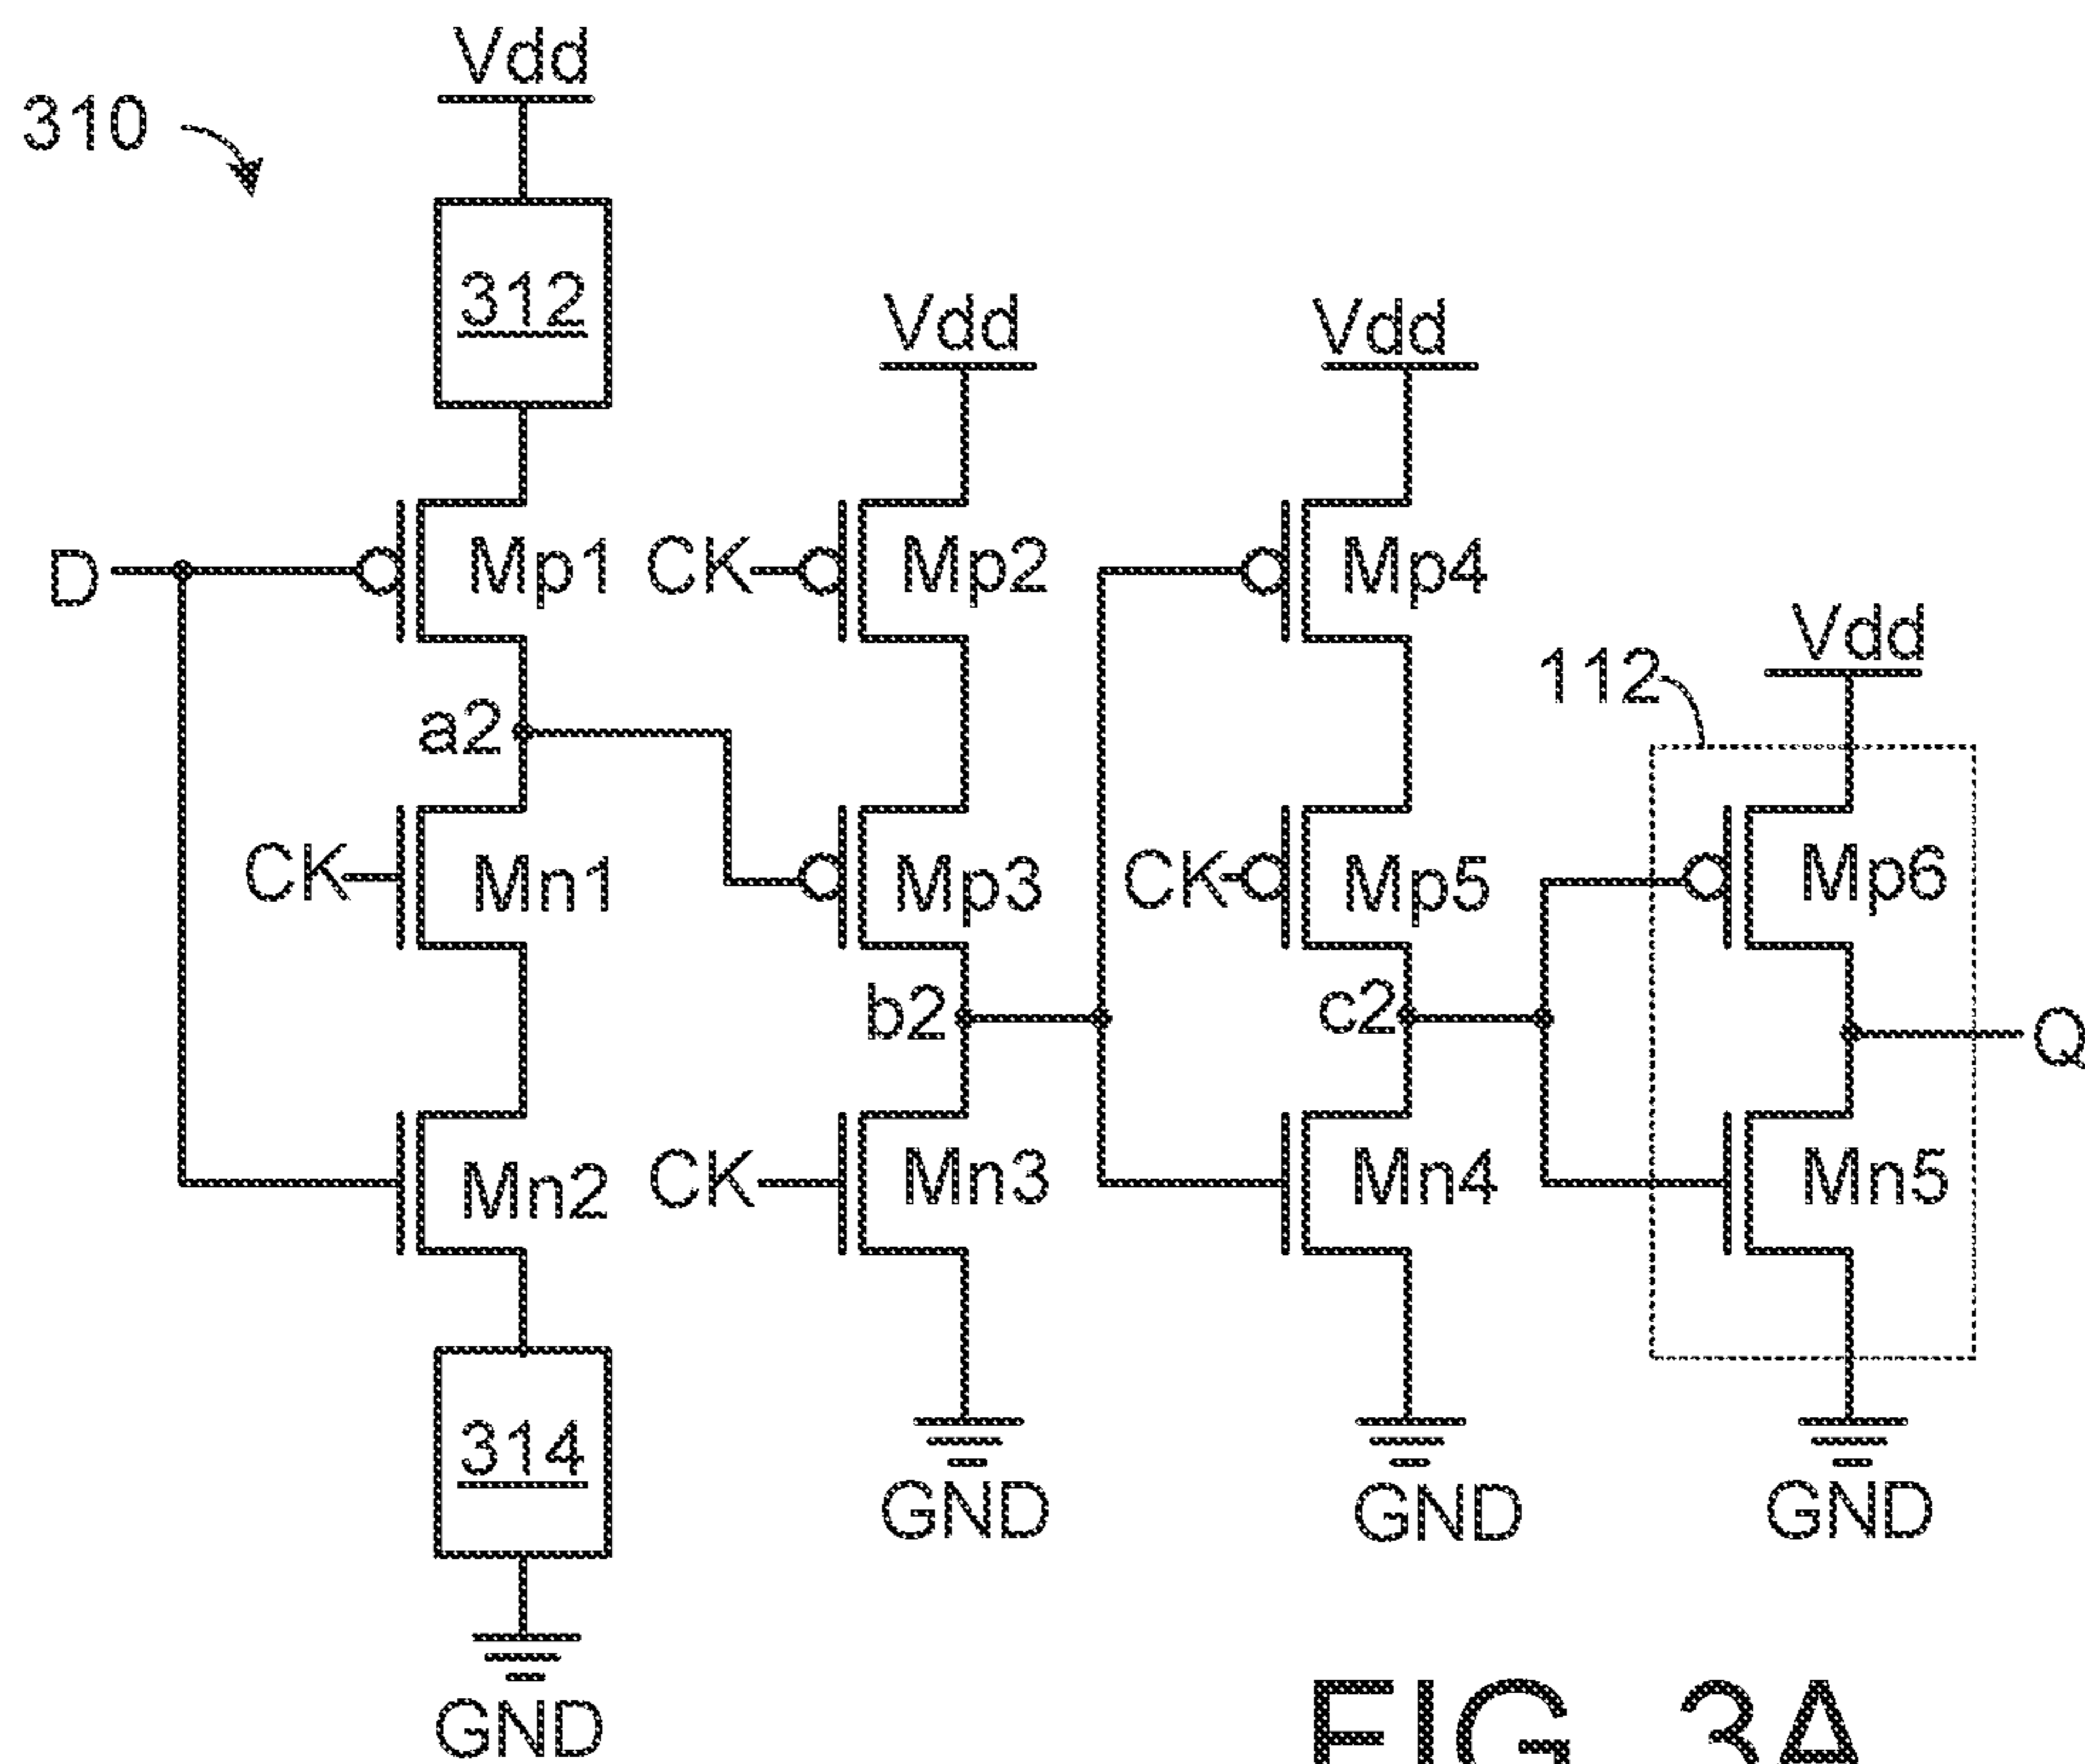 310
Vdd
312
Vdd
Vdd
D
Mp1
CK
Mp2
Mp4
Vdd
112
a2
CK
Mn1
Mp3
CK
Mp5
Mp6
b2
c2
Q
Mn2
CK
Mn3
Mn4
Mn5
314
GND
GND
GND
GND
FIG. 3A